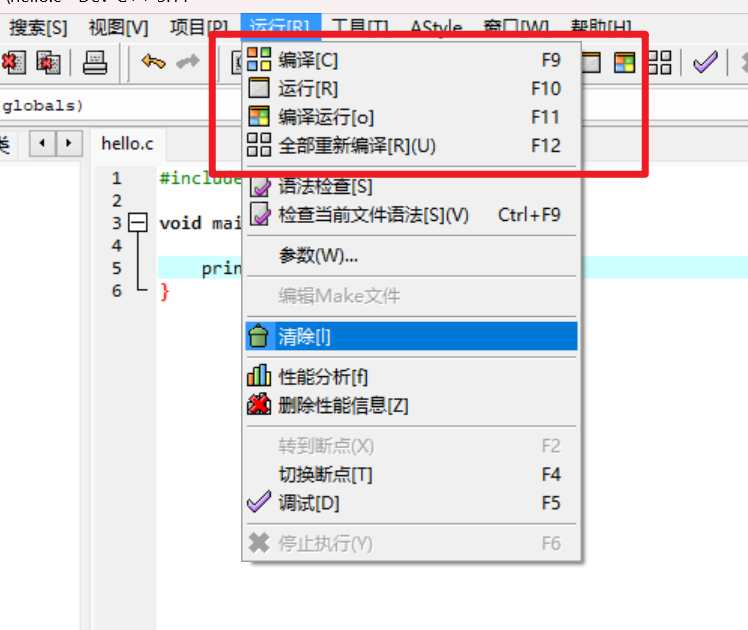 搜索[S] 视图[V] 项目[P] 运行[R] 工具[T] AStyle 窗口[W] 帮助[H]
编译[C] F9
运行[R] F10
编译运行[o] F11
全部重新编译[R](U) F12
语法检查[S]
检查当前文件语法[S](V) Ctrl+F9
参数(W)...
编辑Make文件
清除[l]
性能分析[f]
删除性能信息[Z]
转到断点(X) F2
切换断点[T] F4
调试[D] F5
停止执行(Y) F6
globals)
类 hello.c
1 #include
2
3 void mai
4
5 prin
6 }